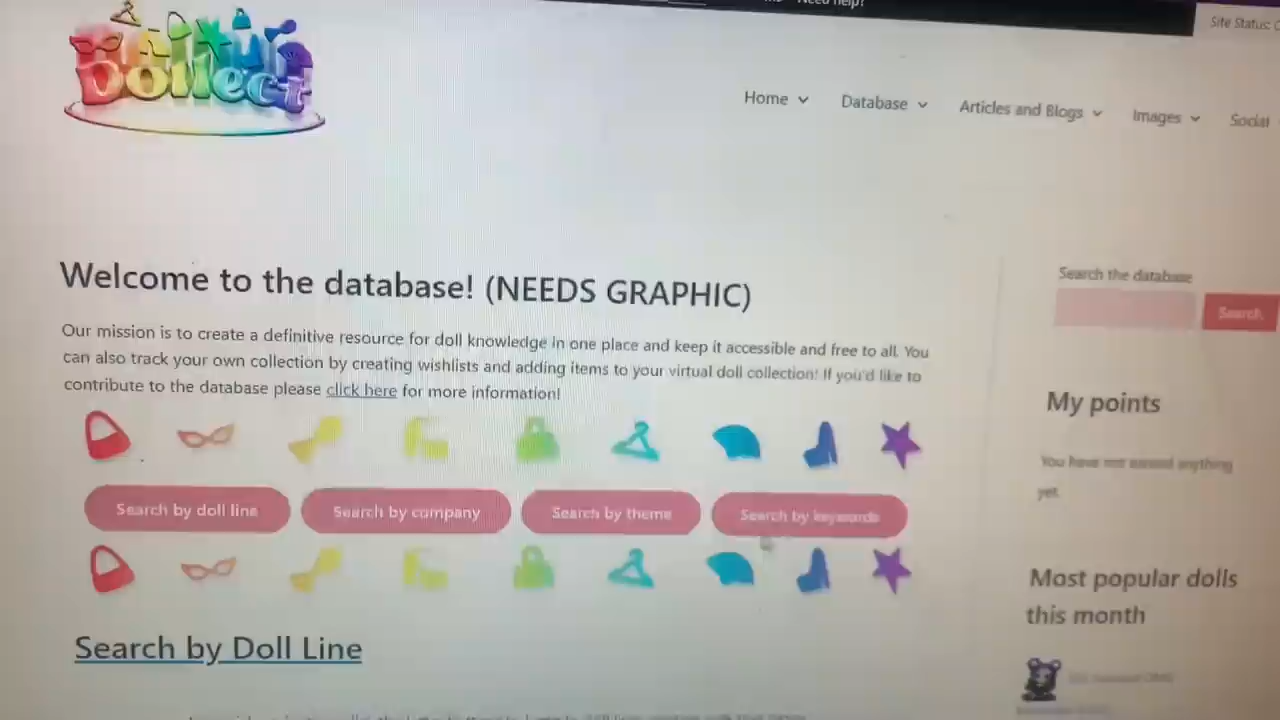 Need help?
Site Status:
Dollect
Home
Database
Articles and Blogs
Images
Social
Welcome to the database! (NEEDS GRAPHIC)
Our mission is to create a definitive resource for doll knowledge in one place and keep it accessible and free to all. You
can also track your own collection by creating wishlists and adding items to your virtual doll collection! If you'd like to
contribute to the database please click here for more information!
Search by doll line
Search by company
Search by theme
Search by keywords
Search by Doll Line
Search the database
Search
My points
You have not earned anything
yet.
Most popular dolls
this month